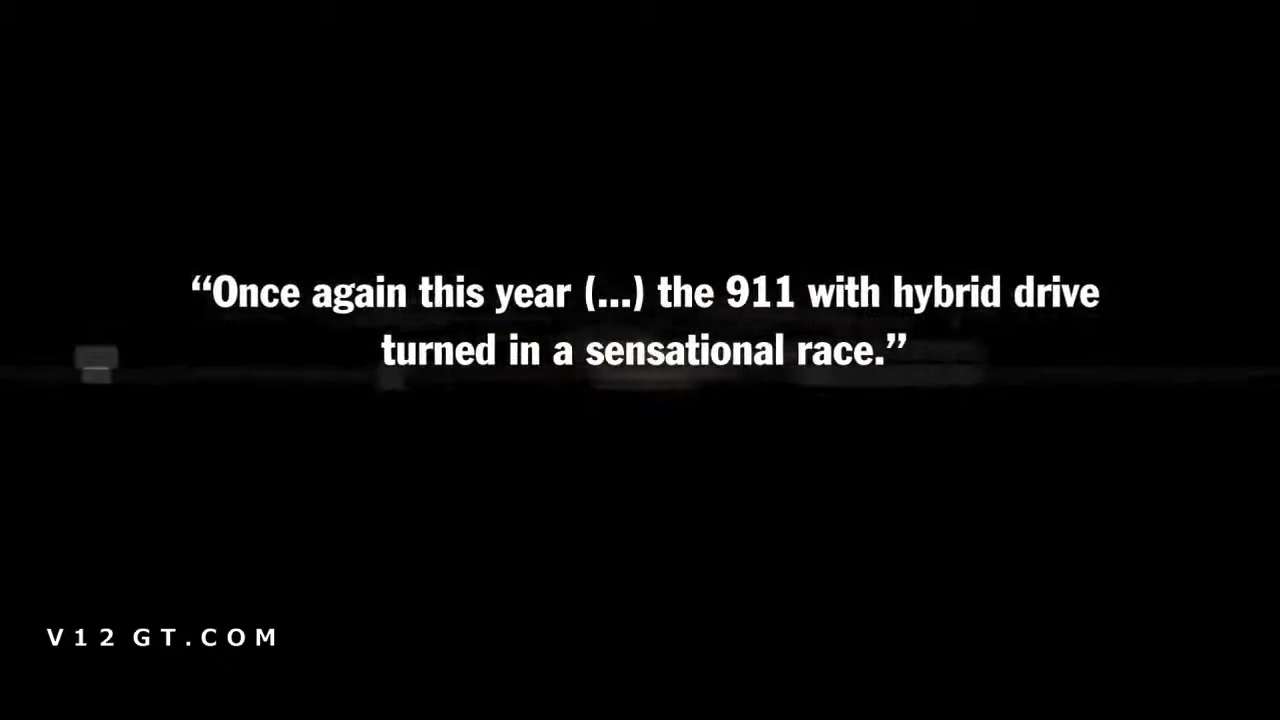 “Once again this year (...) the 911 with hybrid drive
turned in a sensational race.”
V12 GT.COM